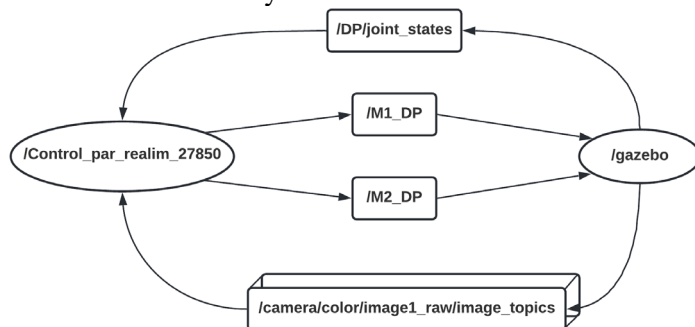 /DP/joint_states
/M1_DP
/Control_par_realim_27850
/gazebo
/M2_DP
/camera/color/image1_raw/image_topics